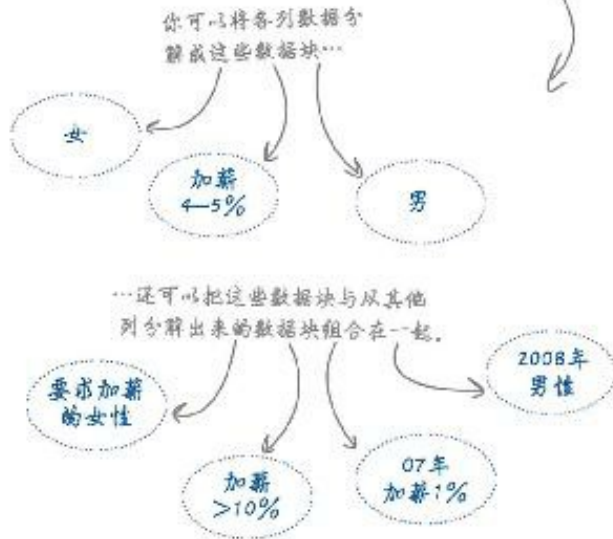 你可以将各列数据分
解成这些数据块…
女
加薪
4—5%
男
…还可以把这些数据块与从其他
列分解出来的数据块组合在一起。
要求加薪
的女性
加薪
>10%
07年
加薪1%
2008年
男性